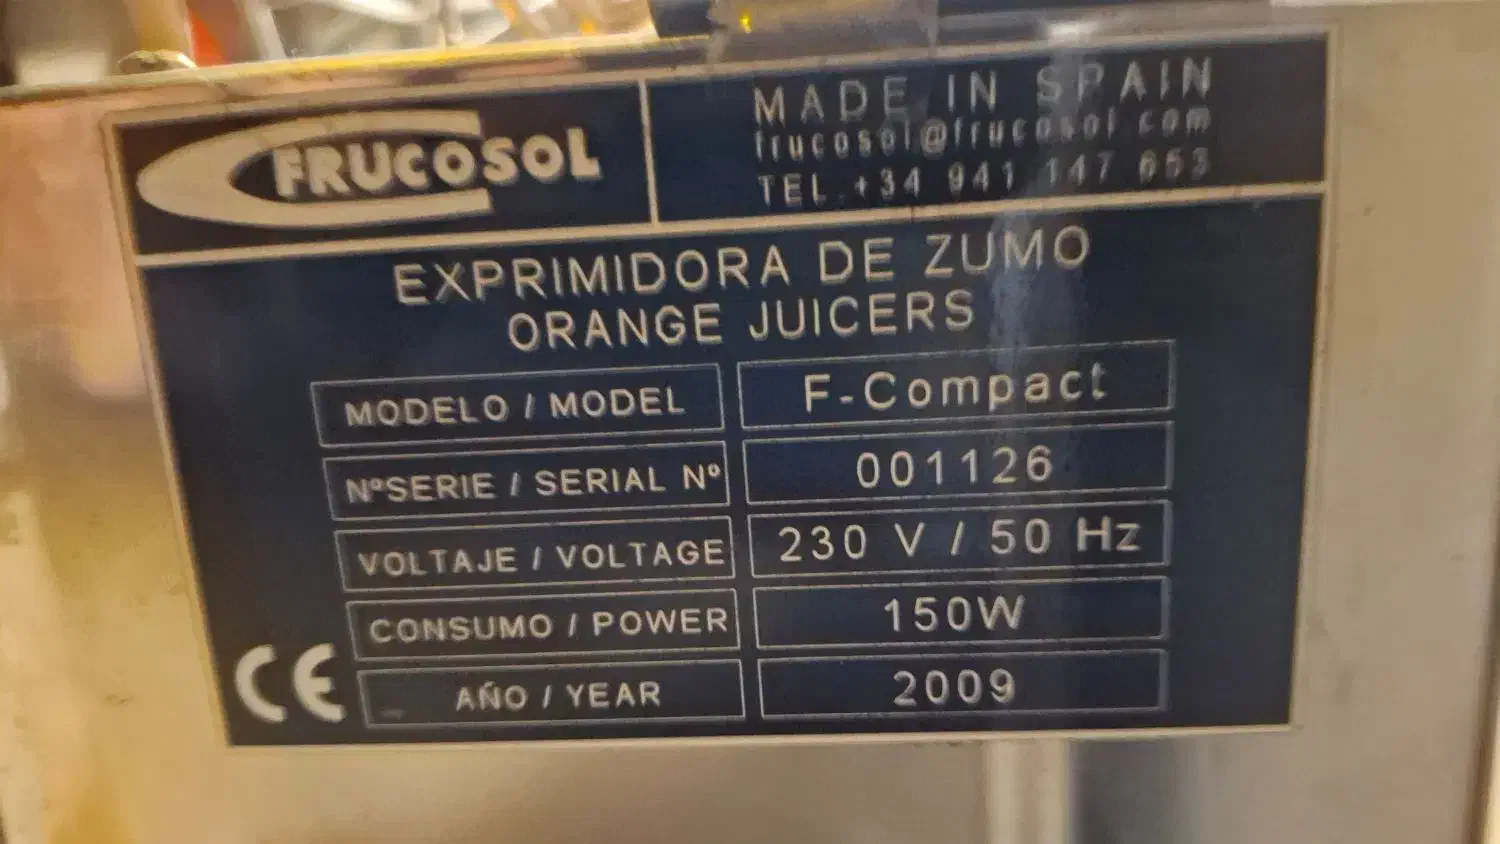 FRUCOSOL
MADE IN SPAIN
frucosol@frucosol.com
TEL.+34 941 147 653
EXPRIMIDORA DE ZUMO
ORANGE JUICERS
MODELO / MODEL F-Compact
NºSERIE / SERIAL Nº 001126
VOLTAJE / VOLTAGE 230 V / 50 Hz
CONSUMO / POWER 150W
CE AÑO / YEAR 2009